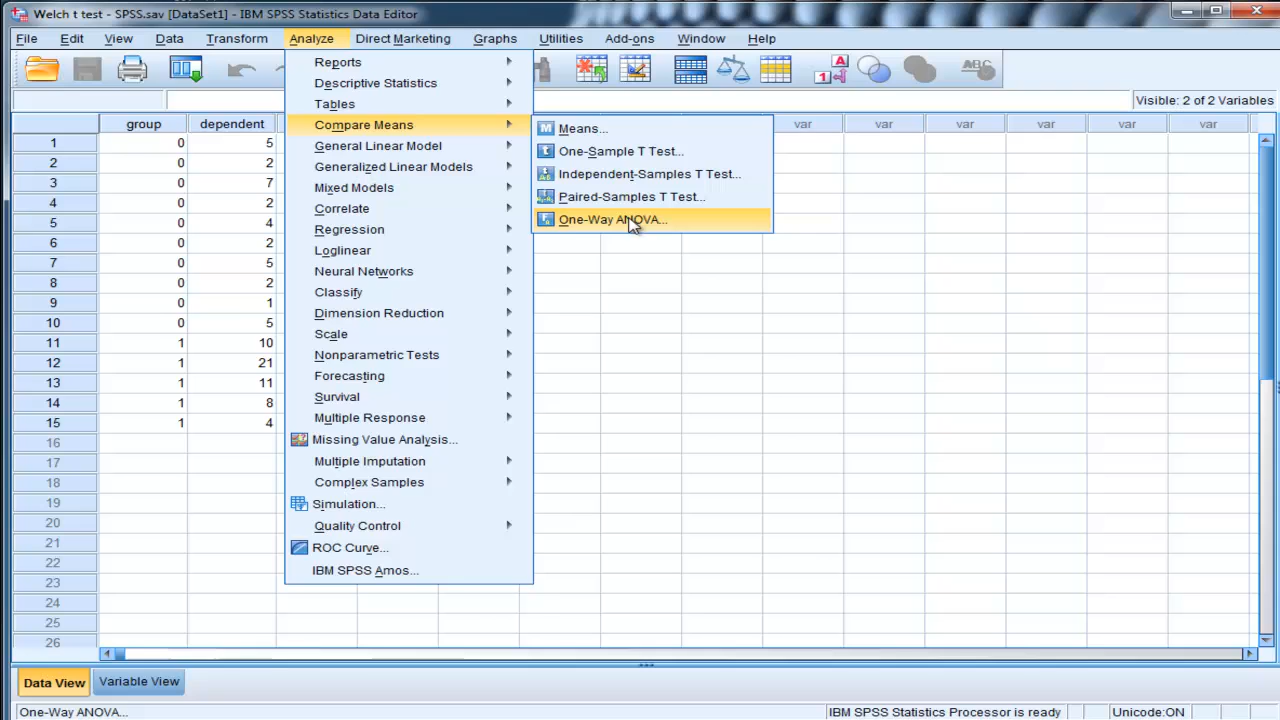 Welch t test - SPSS.sav [DataSet1] - IBM SPSS Statistics Data Editor
File Edit View Data Transform Analyze Direct Marketing Graphs Utilities Add-ons Window Help
Visible: 2 of 2 Variables
group dependent var var var var var var
1 0 5
2 0 2
3 0 7
4 0 2
5 0 4
6 0 2
7 0 5
8 0 2
9 0 1
10 0 5
11 1 10
12 1 21
13 1 11
14 1 8
15 1 4
16
17
18
19
20
21
22
23
24
25
26
Reports
Descriptive Statistics
Tables
Compare Means
General Linear Model
Generalized Linear Models
Mixed Models
Correlate
Regression
Loglinear
Neural Networks
Classify
Dimension Reduction
Scale
Nonparametric Tests
Forecasting
Survival
Multiple Response
Missing Value Analysis...
Multiple Imputation
Complex Samples
Simulation...
Quality Control
ROC Curve...
IBM SPSS Amos...
Means...
One-Sample T Test...
Independent-Samples T Test...
Paired-Samples T Test...
One-Way ANOVA...
Data View Variable View
One-Way ANOVA... IBM SPSS Statistics Processor is ready Unicode:ON